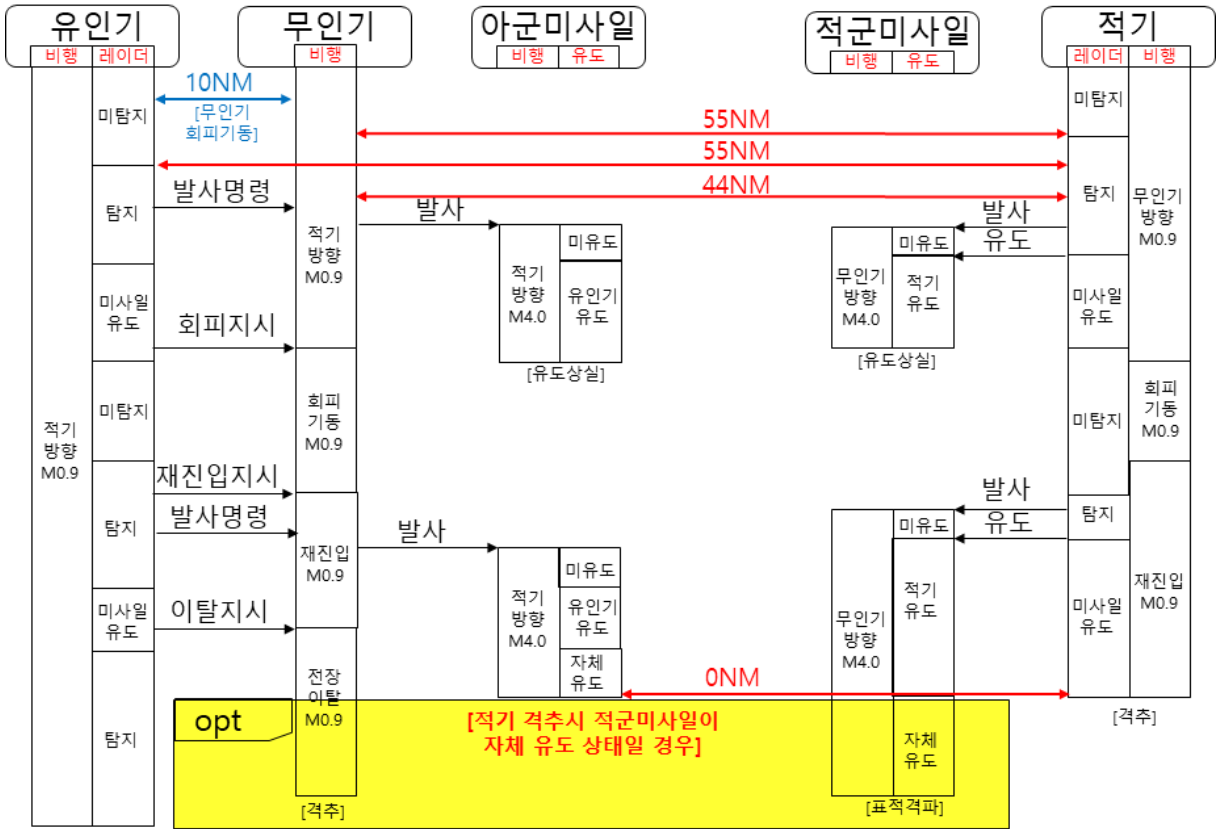 유인기
무인기
아군미사일
적군미사일
적기
비행
레이더
비행
비행
유도
비행
유도
레이더
비행
10NM
[무인기
회피기동]
미탐지
미탐지
55NM
55NM
44NM
발사명령
탐지
적기
방향
M0.9
발사
미유도
적기
방향
M4.0
유인기
유도
[유도상실]
발사
유도
미유도
무인기
방향
M4.0
적기
유도
[유도상실]
탐지
무인기
방향
M0.9
미사일
유도
미사일
유도
회피지시
적기
방향
M0.9
미탐지
회피
기동
M0.9
미탐지
회피
기동
M0.9
재진입지시
발사명령
탐지
재진입
M0.9
발사
미유도
적기
방향
M4.0
유인기
유도
자체
유도
발사
유도
미유도
무인기
방향
M4.0
적기
유도
탐지
미사일
유도
재진입
M0.9
미사일
유도
이탈지시
전장
이탈
M0.9
0NM
[격추]
opt
[적기 격추시 적군미사일이
자체 유도 상태일 경우]
탐지
자체
유도
[격추]
[표적격파]